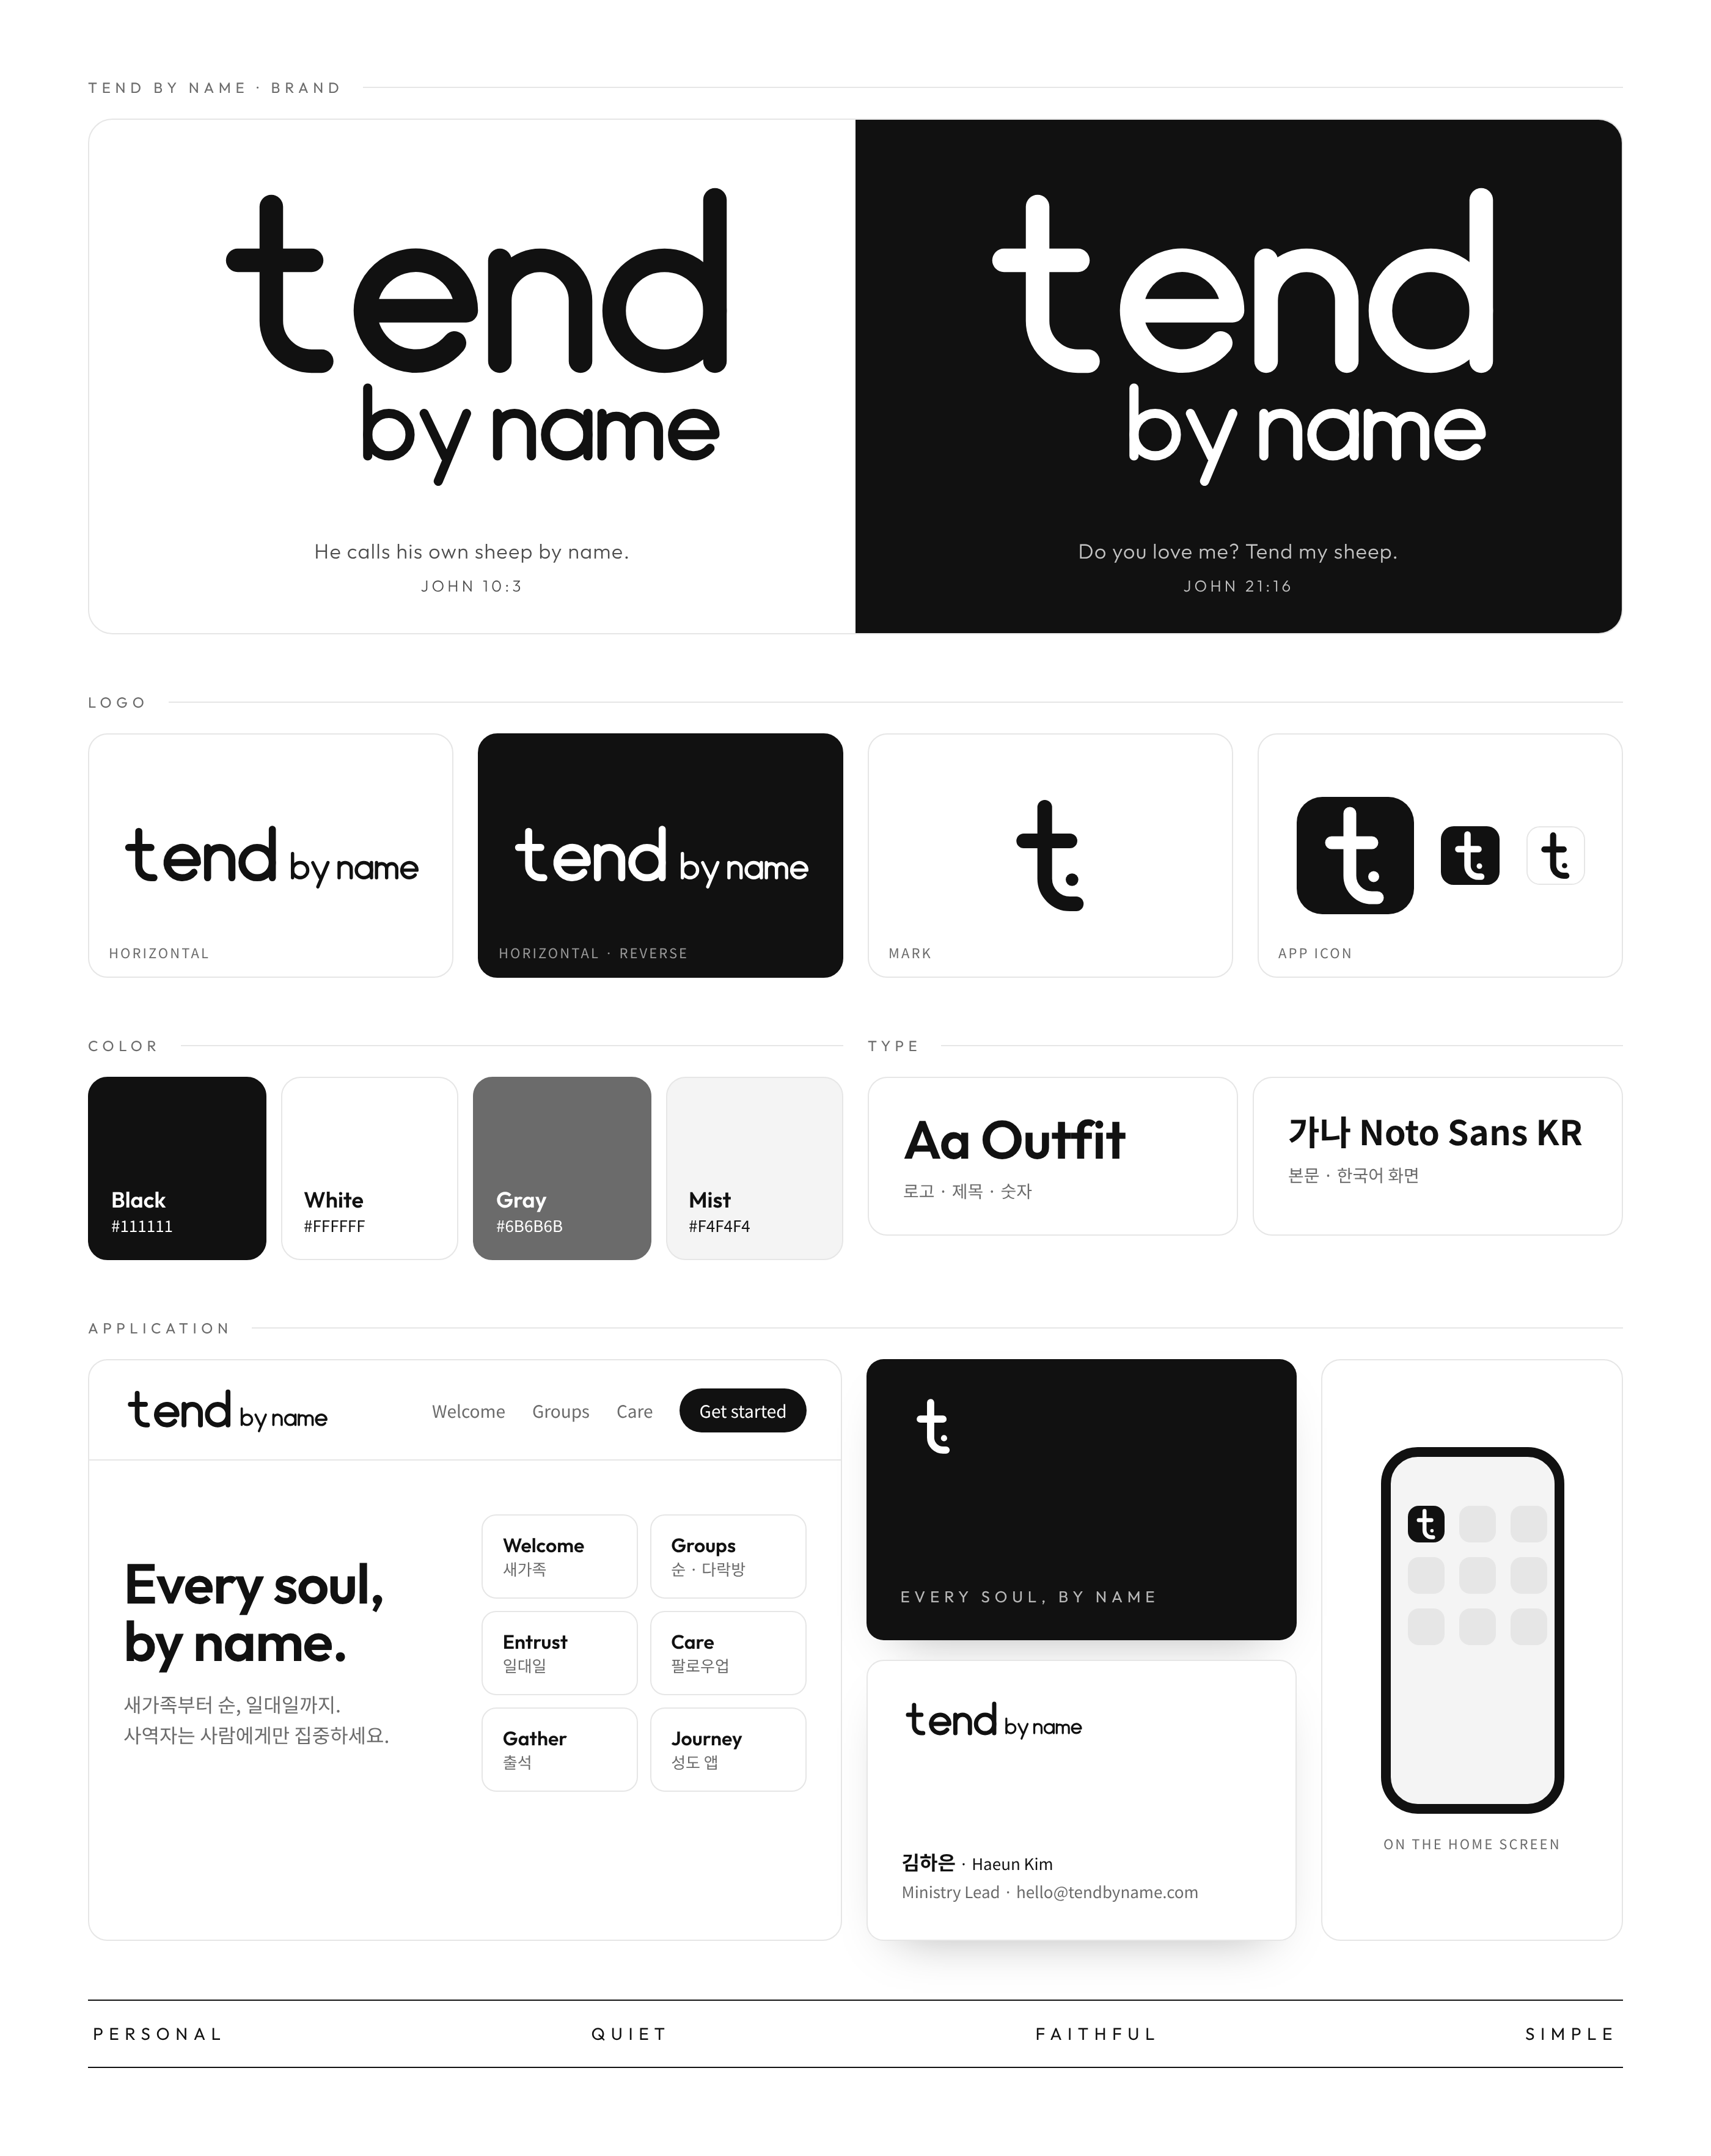 TEND BY NAME · BRAND
tend
by name
He calls his own sheep by name.
JOHN 10:3
tend
by name
Do you love me? Tend my sheep.
JOHN 21:16
LOGO
tend by name
HORIZONTAL
tend by name
HORIZONTAL · REVERSE
t.
MARK
t. t. t.
APP ICON
COLOR
Black
#111111
White
#FFFFFF
Gray
#6B6B6B
Mist
#F4F4F4
TYPE
Aa Outfit
로고 · 제목 · 숫자
가나 Noto Sans KR
본문 · 한국어 화면
APPLICATION
tend by name
Welcome Groups Care Get started
Every soul,
by name.
새가족부터 순, 일대일까지.
사역자는 사람에게만 집중하세요.
Welcome
새가족
Groups
순 · 다락방
Entrust
일대일
Care
팔로우업
Gather
출석
Journey
성도 앱
t.
EVERY SOUL, BY NAME
tend by name
김하은 · Haeun Kim
Ministry Lead · hello@tendbyname.com
t.
ON THE HOME SCREEN
PERSONAL QUIET FAITHFUL SIMPLE